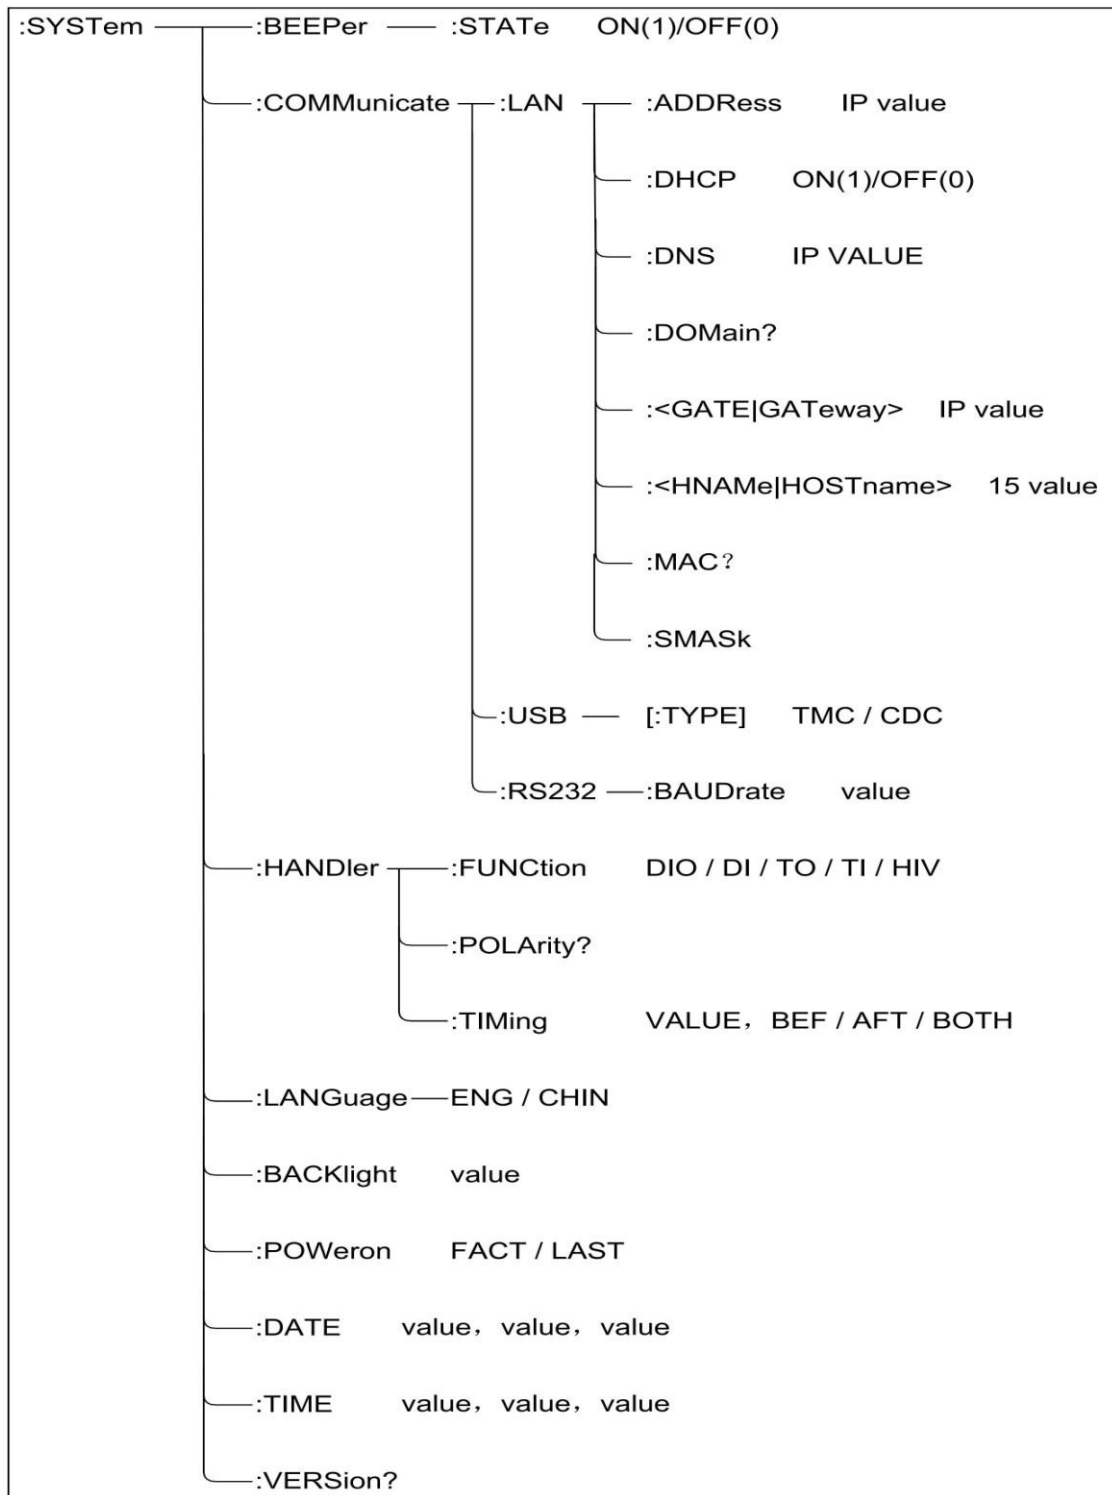 :SYSTem :BEEPer :STATe ON(1)/OFF(0)
:COMMunicate :LAN :ADDRess IP value
:DHCP ON(1)/OFF(0)
:DNS IP VALUE
:DOMain?
:<GATE|GATeway> IP value
:<HNAMe|HOSTname> 15 value
:MAC？
:SMASk
:USB [:TYPE] TMC / CDC
:RS232 :BAUDrate value
:HANDler :FUNCtion DIO / DI / TO / TI / HIV
:POLArity?
:TIMing VALUE，BEF / AFT / BOTH
:LANGuage ENG / CHIN
:BACKlight value
:POWeron FACT / LAST
:DATE value，value，value
:TIME value，value，value
:VERSion?